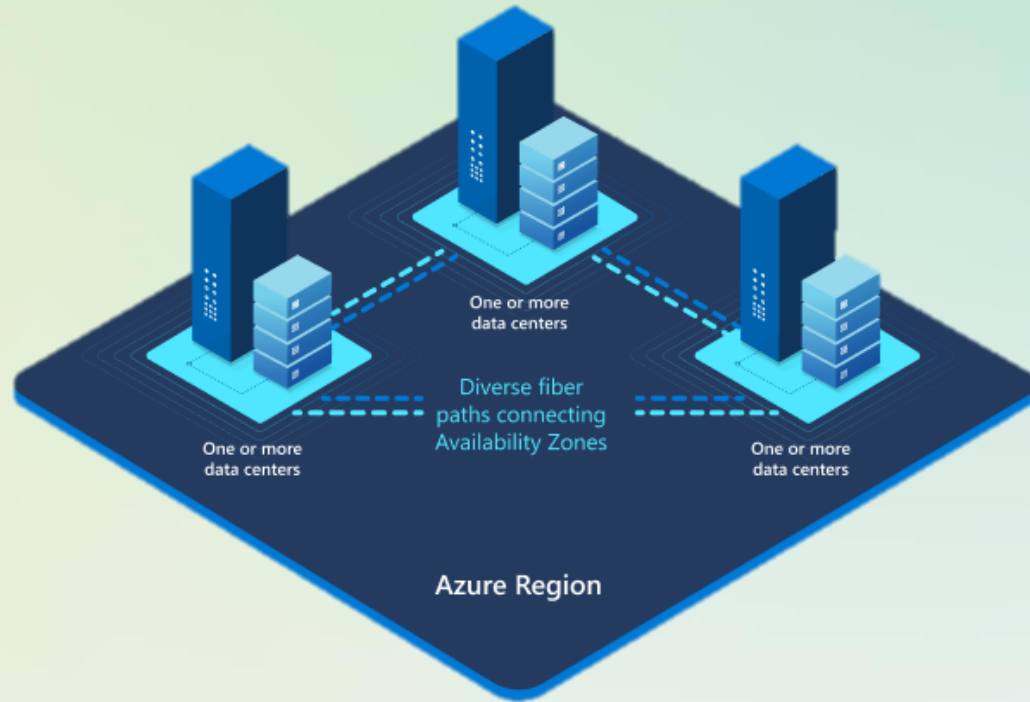 One or more
data centers
Diverse fiber
paths connecting
Availability Zones
One or more
data centers
One or more
data centers
Azure Region